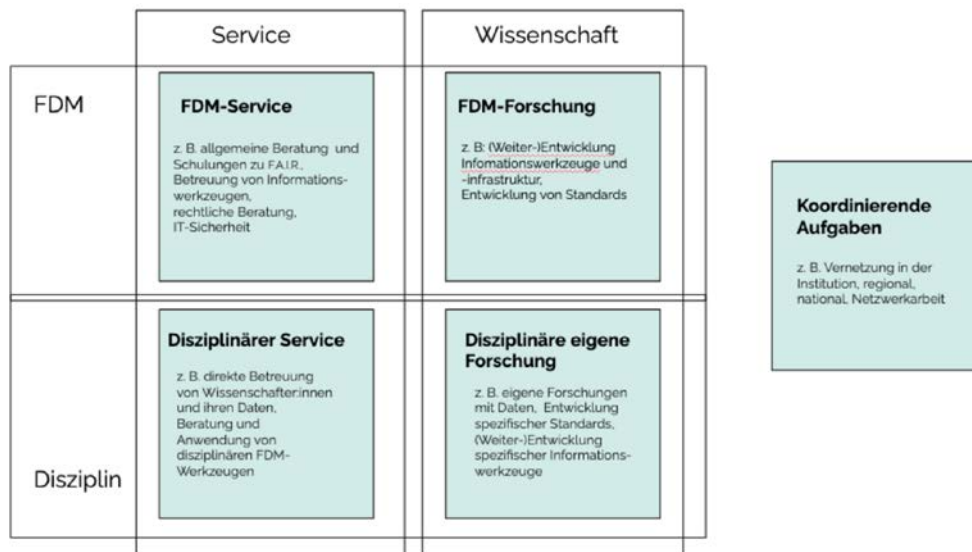 Service
Wissenschaft
FDM
FDM-Service
z. B. allgemeine Beratung und
Schulungen zu F.A.I.R.,
Betreuung von Informations-
werkzeugen,
rechtliche Beratung,
IT-Sicherheit
FDM-Forschung
z. B: (Weiter-)Entwicklung
Infomationswerkzeuge und
-infrastruktur,
Entwicklung von Standards
Koordinierende
Aufgaben
z. B. Vernetzung in der
Institution, regional,
national, Netzwerkarbeit
Disziplin
Disziplinärer Service
z. B. direkte Betreuung
von Wissenschafter:innen
und ihren Daten,
Beratung und
Anwendung von
disziplinären FDM-
Werkzeugen
Disziplinäre eigene
Forschung
z. B. eigene Forschungen
mit Daten, Entwicklung
spezifischer Standards,
(Weiter-)Entwicklung
spezifischer Informations-
werkzeuge